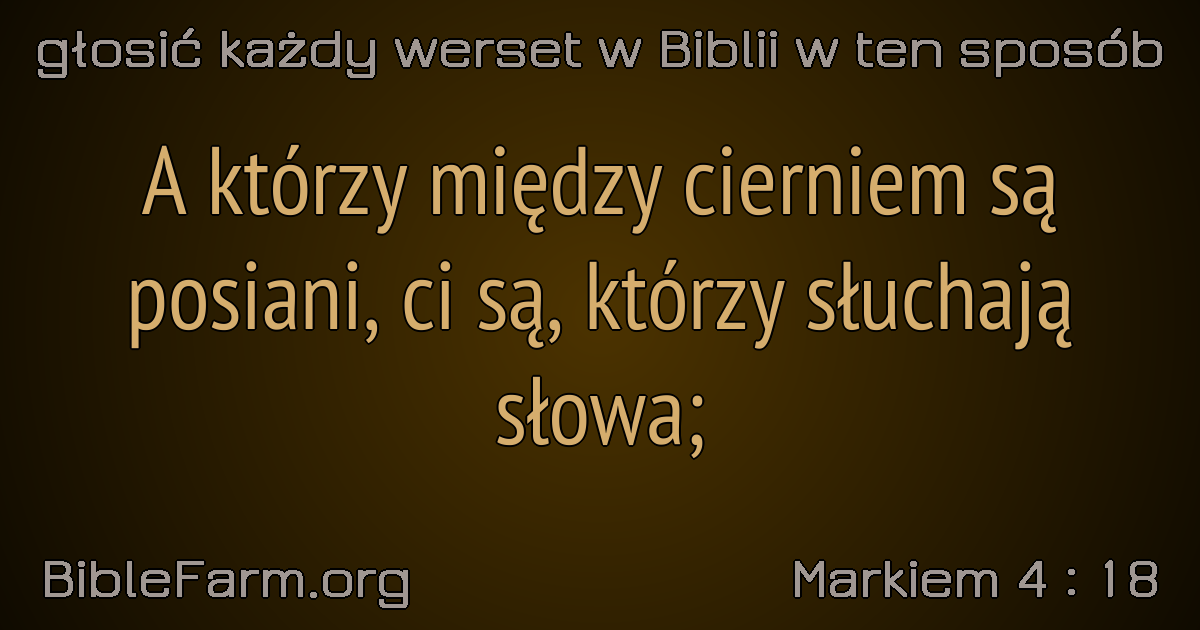 głosić każdy werset w Biblii w ten sposób
A którzy między cierniem są
posiani, ci są, którzy słuchają
słowa;
BibleFarm.org
Markiem 4 : 18